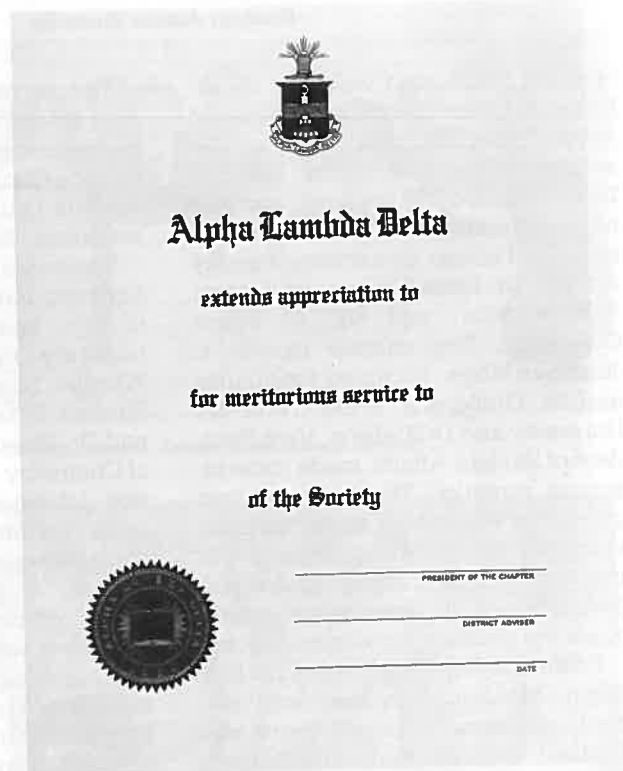 Alpha Lambda Delta
extends appreciation to
for meritorious service to
of the Society
PRESIDENT OF THE CHAPTER
DISTRICT ADVISER
DATE